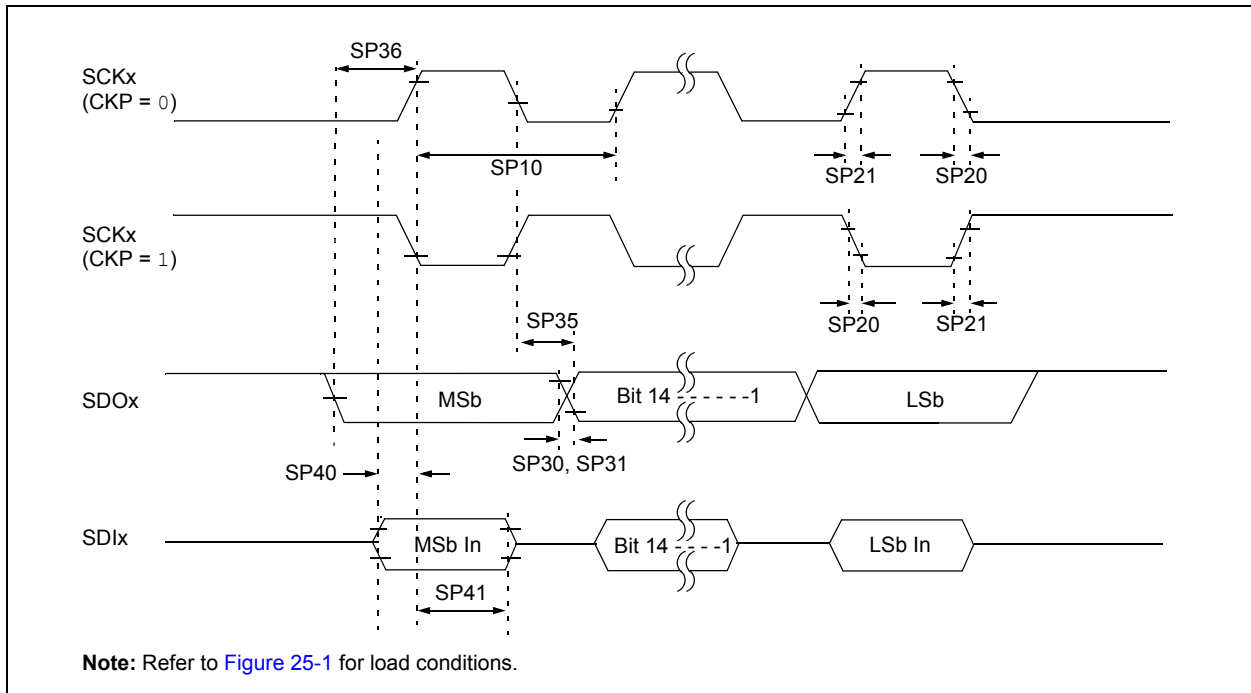 SP36
SCKx
(CKP = 0)
SP10
SP21
SP20
SCKx
(CKP = 1)
SP35
SP20
SP21
SDOx
MSb
Bit 14 - - - - - -1
LSb
SP30, SP31
SP40
SDIx
MSb In
Bit 14 - - - - -1
LSb In
SP41
Note: Refer to Figure 25-1 for load conditions.